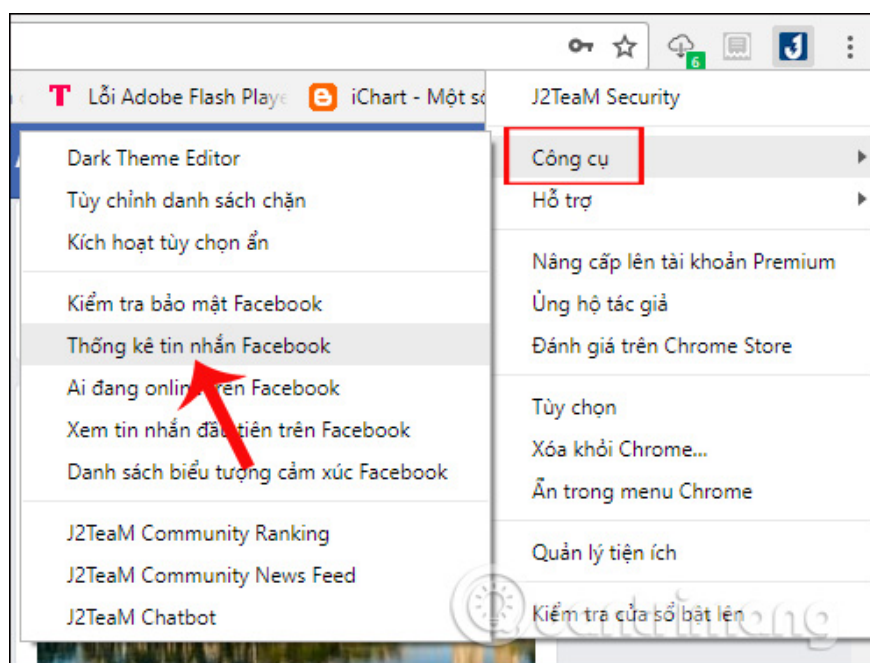 6
Lỗi Adobe Flash Playe
iChart - Một số
J2TeaM Security
Công cụ
Hỗ trợ
Nâng cấp lên tài khoản Premium
Ủng hộ tác giả
Đánh giá trên Chrome Store
Tùy chọn
Xóa khỏi Chrome...
Ẩn trong menu Chrome
Quản lý tiện ích
Kiểm tra cửa sổ bật lên
Dark Theme Editor
Tùy chỉnh danh sách chặn
Kích hoạt tùy chọn ẩn
Kiểm tra bảo mật Facebook
Thống kê tin nhắn Facebook
Ai đang online trên Facebook
Xem tin nhắn đầu tiên trên Facebook
Danh sách biểu tượng cảm xúc Facebook
J2TeaM Community Ranking
J2TeaM Community News Feed
J2TeaM Chatbot
quantrimang